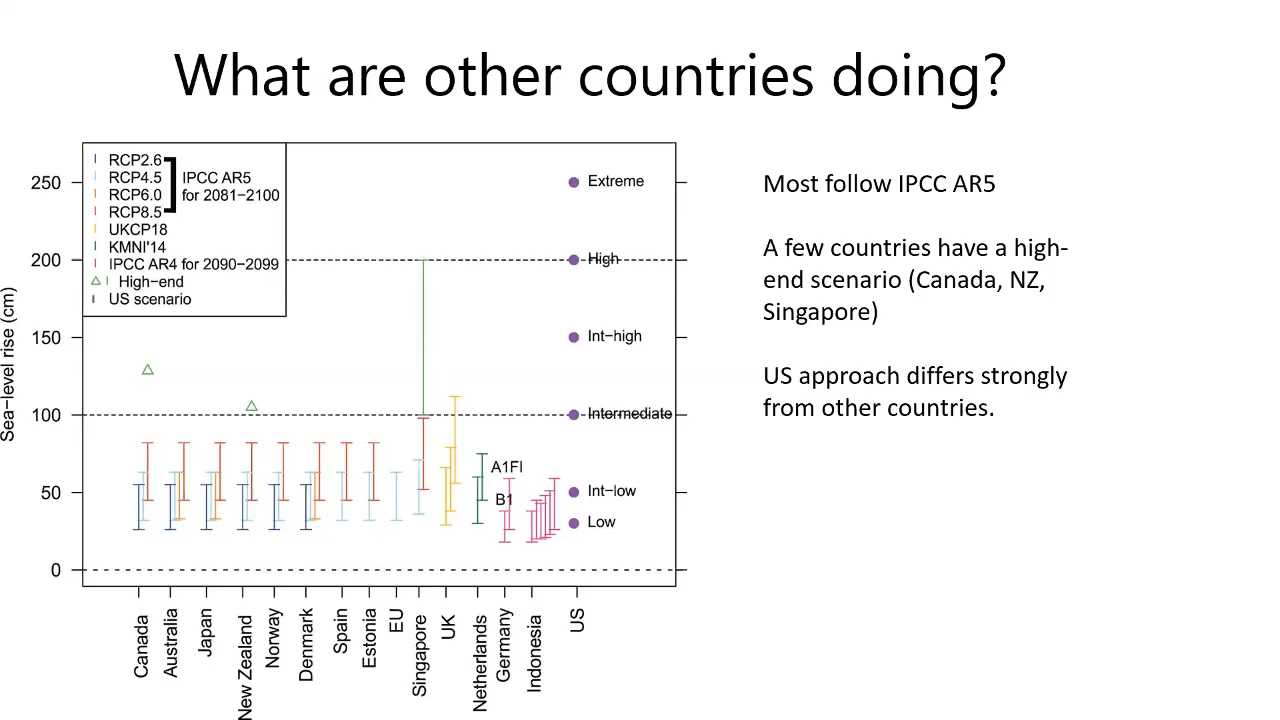 What are other countries doing?
RCP2.6
RCP4.5
RCP6.0
RCP8.5
IPCC AR5
for 2081−2100
UKCP18
KMNI'14
IPCC AR4 for 2090−2099
High−end
US scenario
Sea−level rise (cm)
250
200
150
100
50
0
Extreme
High
Int−high
Intermediate
Int−low
Low
A1FI
B1
Canada
Australia
Japan
New Zealand
Norway
Denmark
Spain
Estonia
EU
Singapore
UK
Netherlands
Germany
Indonesia
US
Most follow IPCC AR5
A few countries have a high-
end scenario (Canada, NZ,
Singapore)
US approach differs strongly
from other countries.